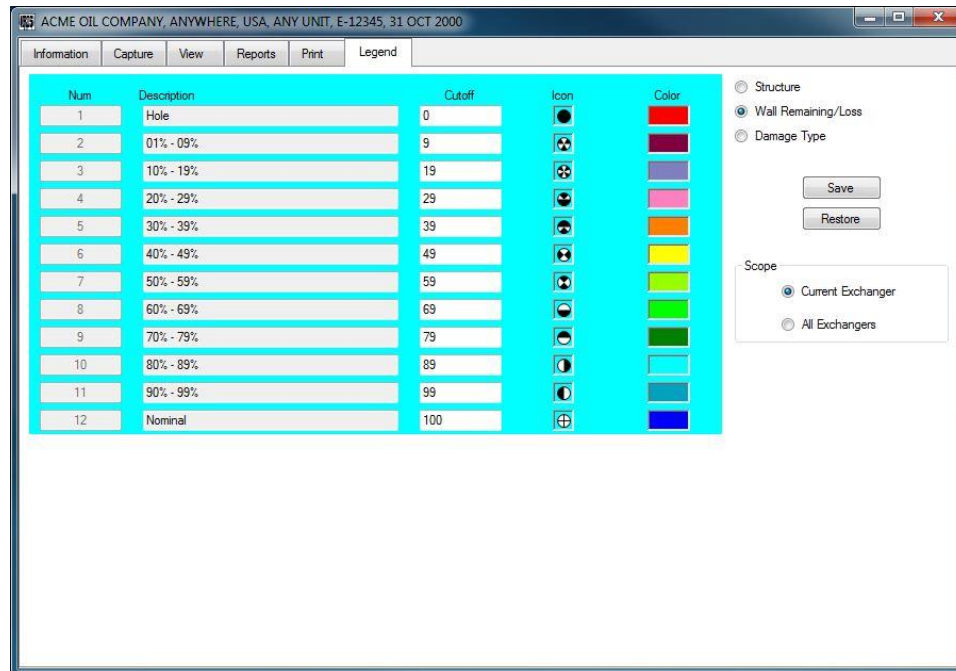 ACME OIL COMPANY, ANYWHERE, USA, ANY UNIT, E-12345, 31 OCT 2000
Information Capture View Reports Print Legend
Num Description Cutoff Icon Color
1 Hole 0
2 01% - 09% 9
3 10% - 19% 19
4 20% - 29% 29
5 30% - 39% 39
6 40% - 49% 49
7 50% - 59% 59
8 60% - 69% 69
9 70% - 79% 79
10 80% - 89% 89
11 90% - 99% 99
12 Nominal 100
Structure
Wall Remaining/Loss
Damage Type
Save
Restore
Scope
Current Exchanger
All Exchangers